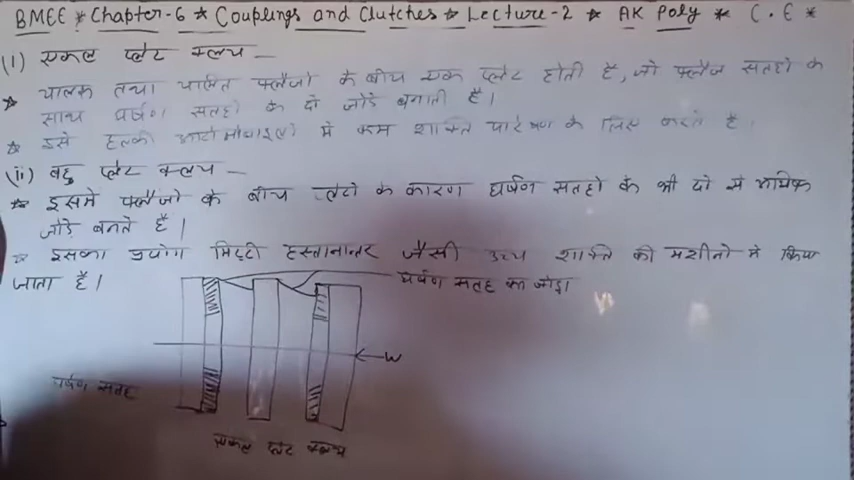 BMEE * Chapter-6 * Couplings and Clutches * Lecture-2 * AK Poly * C.E *
(i) एकल प्लेट क्लच —
* चालक तथा चालित फ्लैंजो के बीच एक प्लेट होती है, जो फ्लैंज सतहो के
साथ घर्षण सतहो के दो जोडे बनाती है।
* इसे हल्की आटोमोबाइलो में कम शक्ति पारेषण के लिए करते है।
(ii) बहु प्लेट क्लच —
* इसमे फ्लैंजो के बीच प्लेटो के कारण घर्षण सतहो के भी दो से अधिक
जोडे बनते है।
* इसका प्रयोग मिट्टी हस्तानान्तर जैसी उच्च शक्ति की मशीनो मे किया
जाता है।
घर्षण सतह का जोड़ा
W
घर्षण सतह
एकल प्लेट क्लच